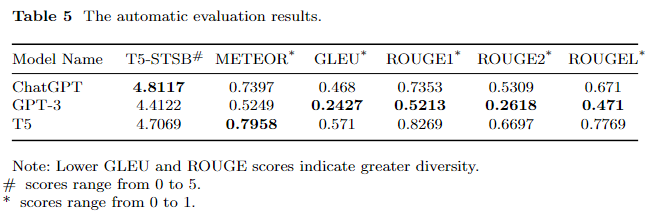 Table 5 The automatic evaluation results.
Model Name T5-STSB# METEOR* GLEU* ROUGE1* ROUGE2* ROUGEL*
ChatGPT 4.8117 0.7397 0.468 0.7353 0.5309 0.671
GPT-3 4.4122 0.5249 0.2427 0.5213 0.2618 0.471
T5 4.7069 0.7958 0.571 0.8269 0.6697 0.7769
Note: Lower GLEU and ROUGE scores indicate greater diversity.
# scores range from 0 to 5.
* scores range from 0 to 1.